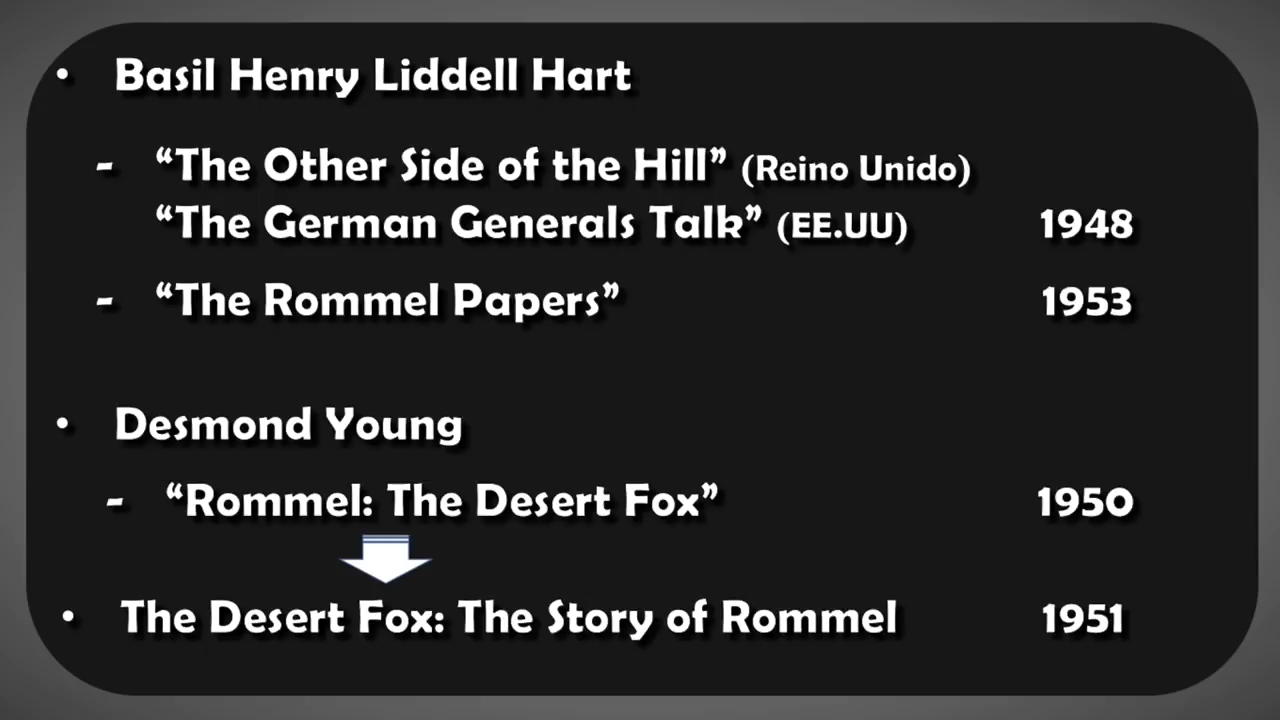 • Basil Henry Liddell Hart
- “The Other Side of the Hill” (Reino Unido)
“The German Generals Talk” (EE.UU) 1948
- “The Rommel Papers” 1953
• Desmond Young
- “Rommel: The Desert Fox” 1950
• The Desert Fox: The Story of Rommel 1951